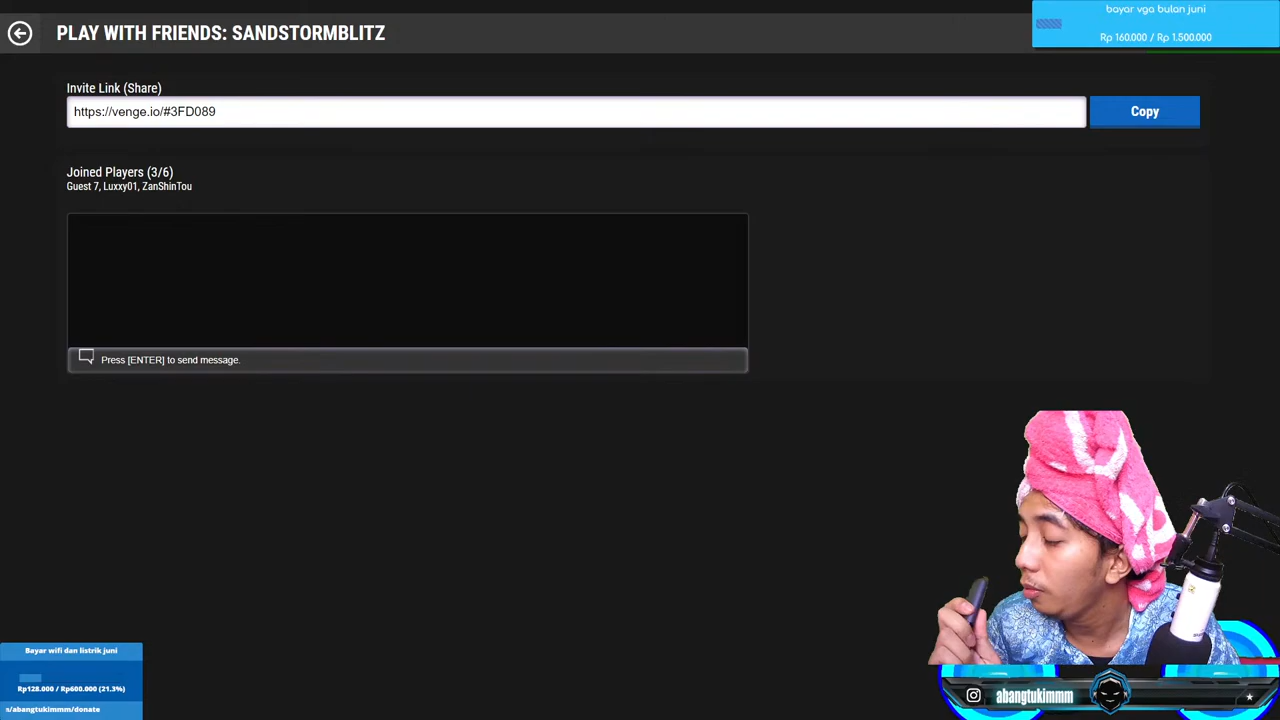 PLAY WITH FRIENDS: SANDSTORMBLITZ
bayar vga bulan juni
Rp 160.000 / Rp 1.500.000
Invite Link (Share)
https://venge.io/#3FD089
Copy
Joined Players (3/6)
Guest 7, Luxxy01, ZanShinTou
Press [ENTER] to send message.
Bayar wifi dan listrik juni
Rp128.000 / Rp600.000 (21.3%)
s/abangtukimmm/donate
abangtukimmm